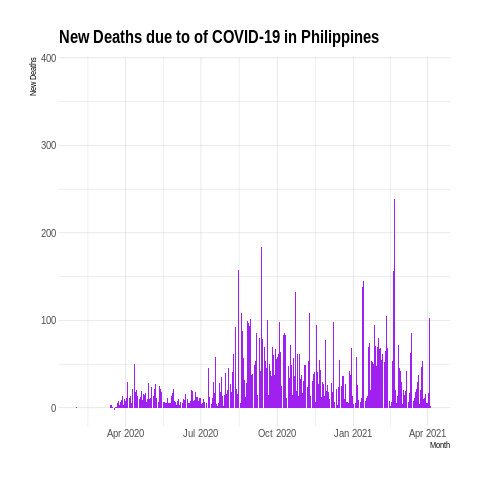 New Deaths due to of COVID-19 in Philippines
New Deaths
400
300
200
100
0
Apr 2020
Jul 2020
Oct 2020
Jan 2021
Apr 2021
Month